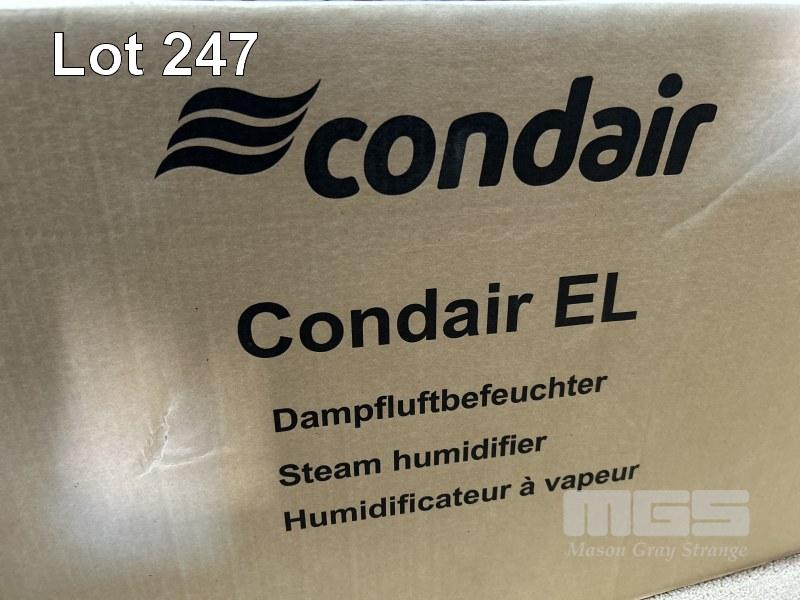 Lot 247
condair
Condair EL
Dampfluftbefeuchter
Steam humidifier
Humidificateur à vapeur
MGS
Mason Gray Strange